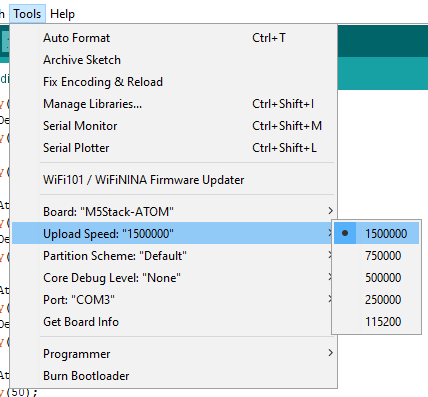 h Tools Help
Auto Format Ctrl+T
Archive Sketch
Fix Encoding & Reload
Manage Libraries... Ctrl+Shift+I
Serial Monitor Ctrl+Shift+M
Serial Plotter Ctrl+Shift+L
WiFi101 / WiFiNINA Firmware Updater
Board: "M5Stack-ATOM"
Upload Speed: "1500000" 1500000
Partition Scheme: "Default" 750000
Core Debug Level: "None" 500000
Port: "COM3" 250000
Get Board Info 115200
Programmer
Burn Bootloader
y(50);